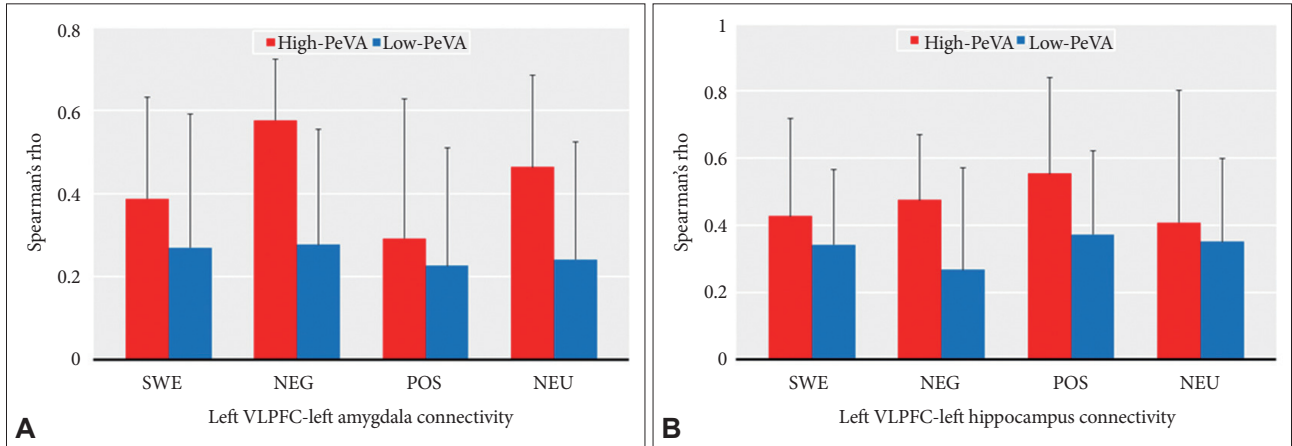 0.8
High-PeVA Low-PeVA
0.6
0.4
0.2
0
Spearman's rho
SWE NEG POS NEU
Left VLPFC-left amygdala connectivity
A
1
High-PeVA Low-PeVA
0.8
0.6
0.4
0.2
0
Spearman's rho
SWE NEG POS NEU
Left VLPFC-left hippocampus connectivity
B